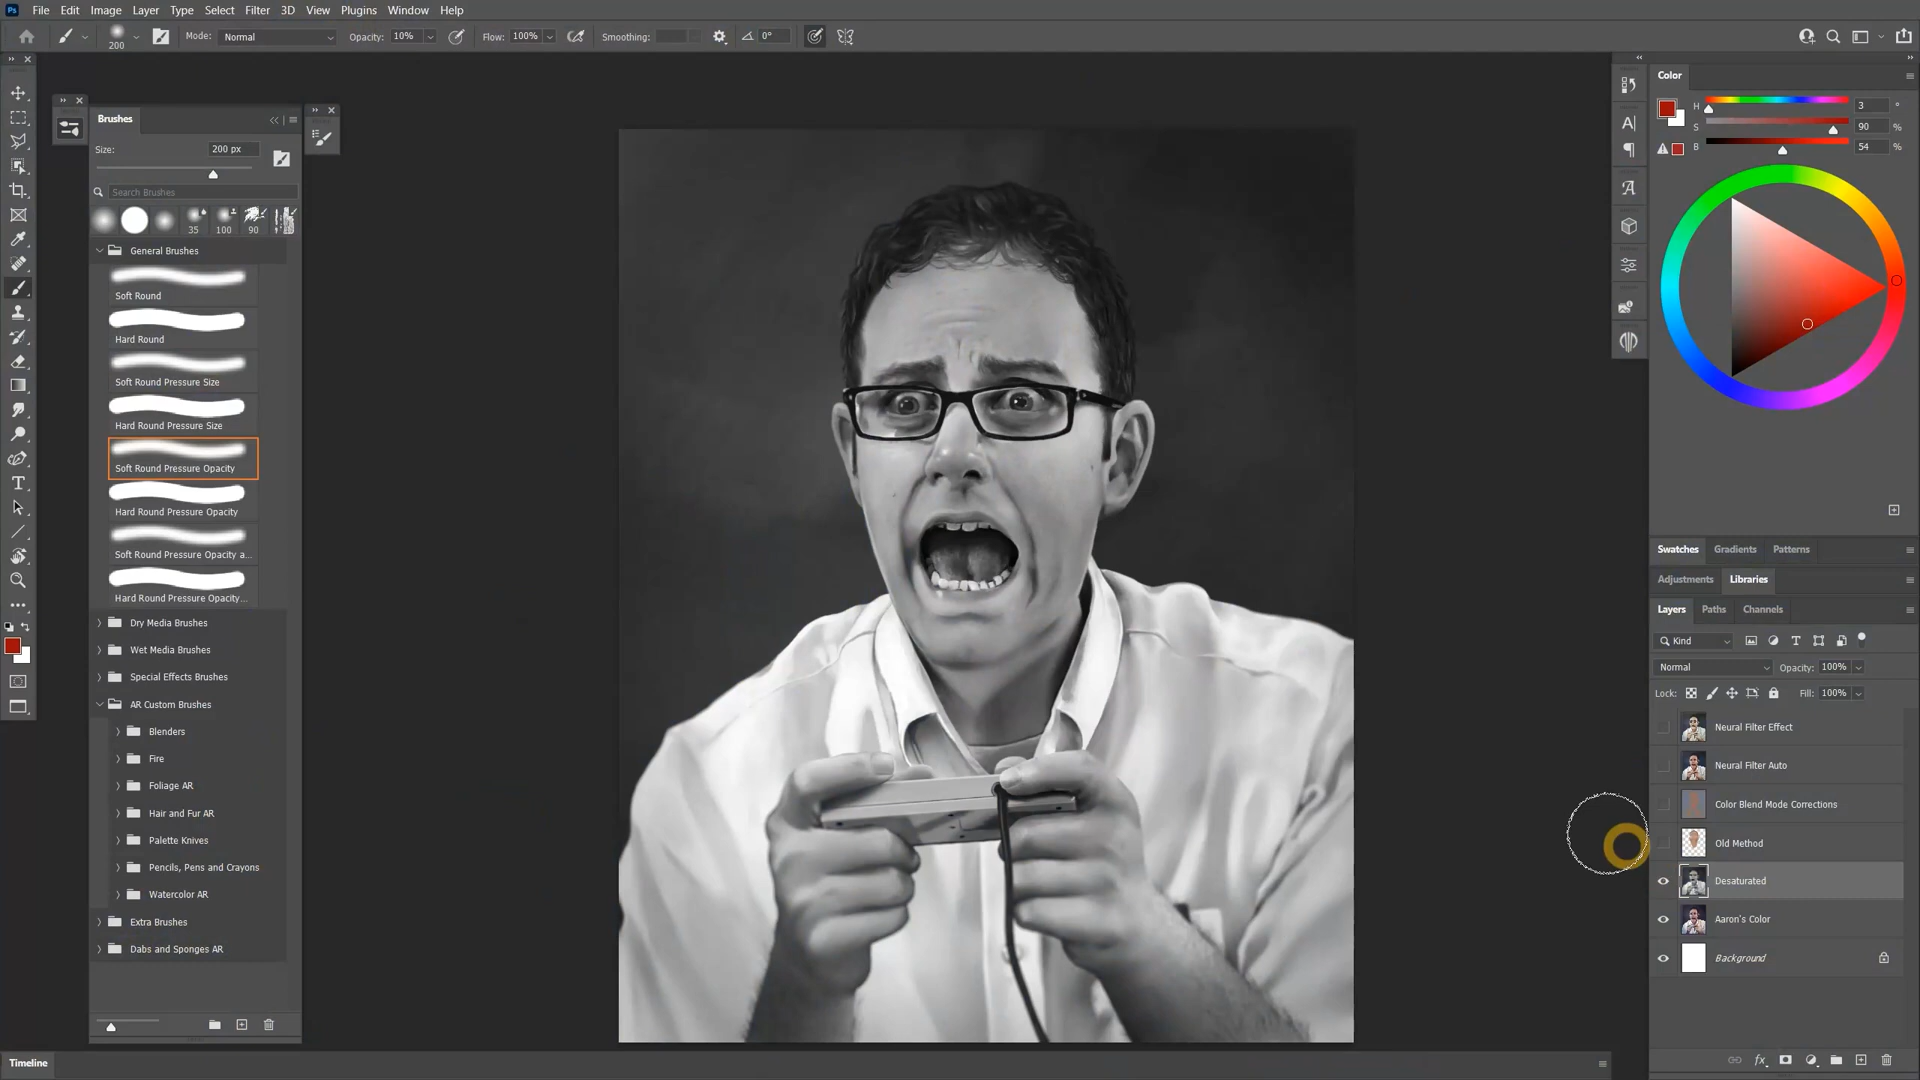 Ps File Edit Image Layer Type Select Filter 3D View Plugins Window Help
200 Mode: Normal Opacity: 10% Flow: 100% Smoothing: 0°
Brushes
Size: 200 px
Search Brushes
35 100 90
General Brushes
Soft Round
Hard Round
Soft Round Pressure Size
Hard Round Pressure Size
Soft Round Pressure Opacity
Hard Round Pressure Opacity
Soft Round Pressure Opacity a...
Hard Round Pressure Opacity...
Dry Media Brushes
Wet Media Brushes
Special Effects Brushes
AR Custom Brushes
Blenders
Fire
Foliage AR
Hair and Fur AR
Palette Knives
Pencils, Pens and Crayons
Watercolor AR
Extra Brushes
Dabs and Sponges AR
Timeline
Color
H 3 °
S 90 %
B 54 %
Swatches Gradients Patterns
Adjustments Libraries
Layers Paths Channels
Kind
Normal Opacity: 100%
Lock: Fill: 100%
Neural Filter Effect
Neural Filter Auto
Color Blend Mode Corrections
Old Method
Desaturated
Aaron's Color
Background
fx